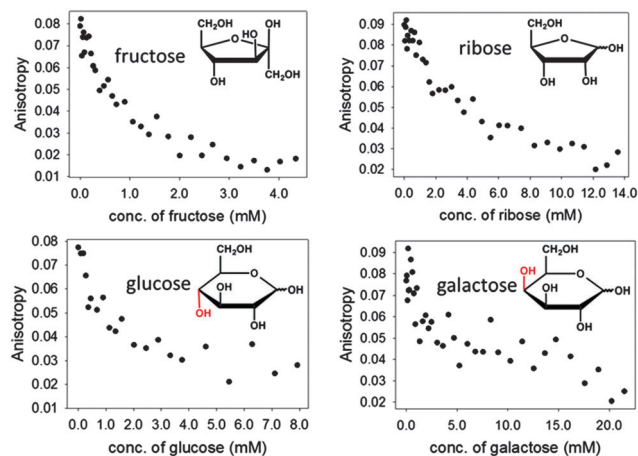 0.08
0.07
0.06
0.05
0.04
0.03
0.02
0.01
Anisotropy
fructose
CH₂OH
O
OH
HO
CH₂OH
OH
0.0 1.0 2.0 3.0 4.0
conc. of fructose (mM)
0.09
0.08
0.07
0.06
0.05
0.04
0.03
0.02
Anisotropy
ribose
CH₂OH
O
OH
OH
OH
0.0 2.0 4.0 6.0 8.0 10.0 12.0 14.0
conc. of ribose (mM)
0.08
0.07
0.06
0.05
0.04
0.03
0.02
0.01
Anisotropy
glucose
CH₂OH
O
OH
OH
OH
OH
0.0 1.0 2.0 3.0 4.0 5.0 6.0 7.0 8.0
conc. of glucose (mM)
0.09
0.08
0.07
0.06
0.05
0.04
0.03
0.02
Anisotropy
galactose
CH₂OH
OH
O
OH
OH
OH
0.0 5.0 10.0 15.0 20.0
conc. of galactose (mM)